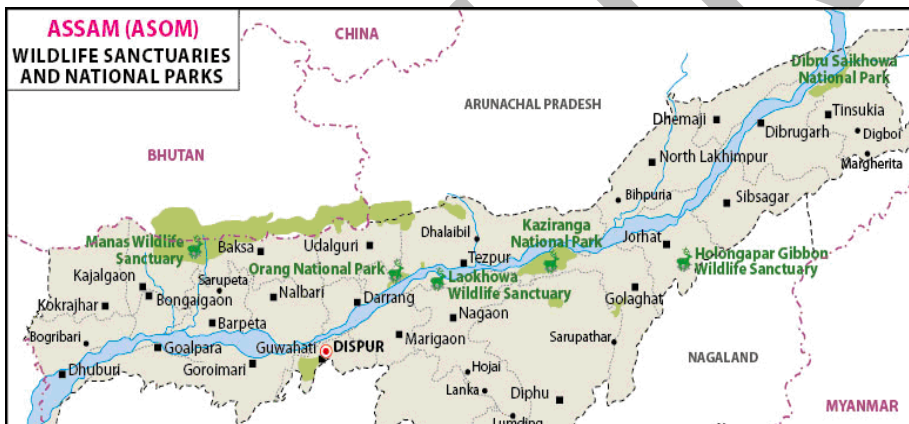 ASSAM (ASOM)
WILDLIFE SANCTUARIES
AND NATIONAL PARKS
CHINA
Dibru Saikhowa
National Park
ARUNACHAL PRADESH
Dhemaji
Tinsukia
Dibrugarh
Digboi
BHUTAN
North Lakhimpur
Margherita
Bihpuria
Sibsagar
Manas Wildlife
Sanctuary
Baksa
Udalguri
Dhalaibil
Kaziranga
National Park
Jorhat
Kajalgaon
Sarupeta
Orang National Park
Tezpur
Holongapar Gibbon
Wildlife Sanctuary
Laokhowa
Wildlife Sanctuary
Kokrajhar
Bongaigaon
Nalbari
Darrang
Golaghat
Barpeta
Nagaon
Bogribari
Goalpara
Guwahati
DISPUR
Marigaon
Sarupathar
NAGALAND
Dhuburi
Goroimari
Hojai
Lanka
Diphu
MYANMAR
Lumding